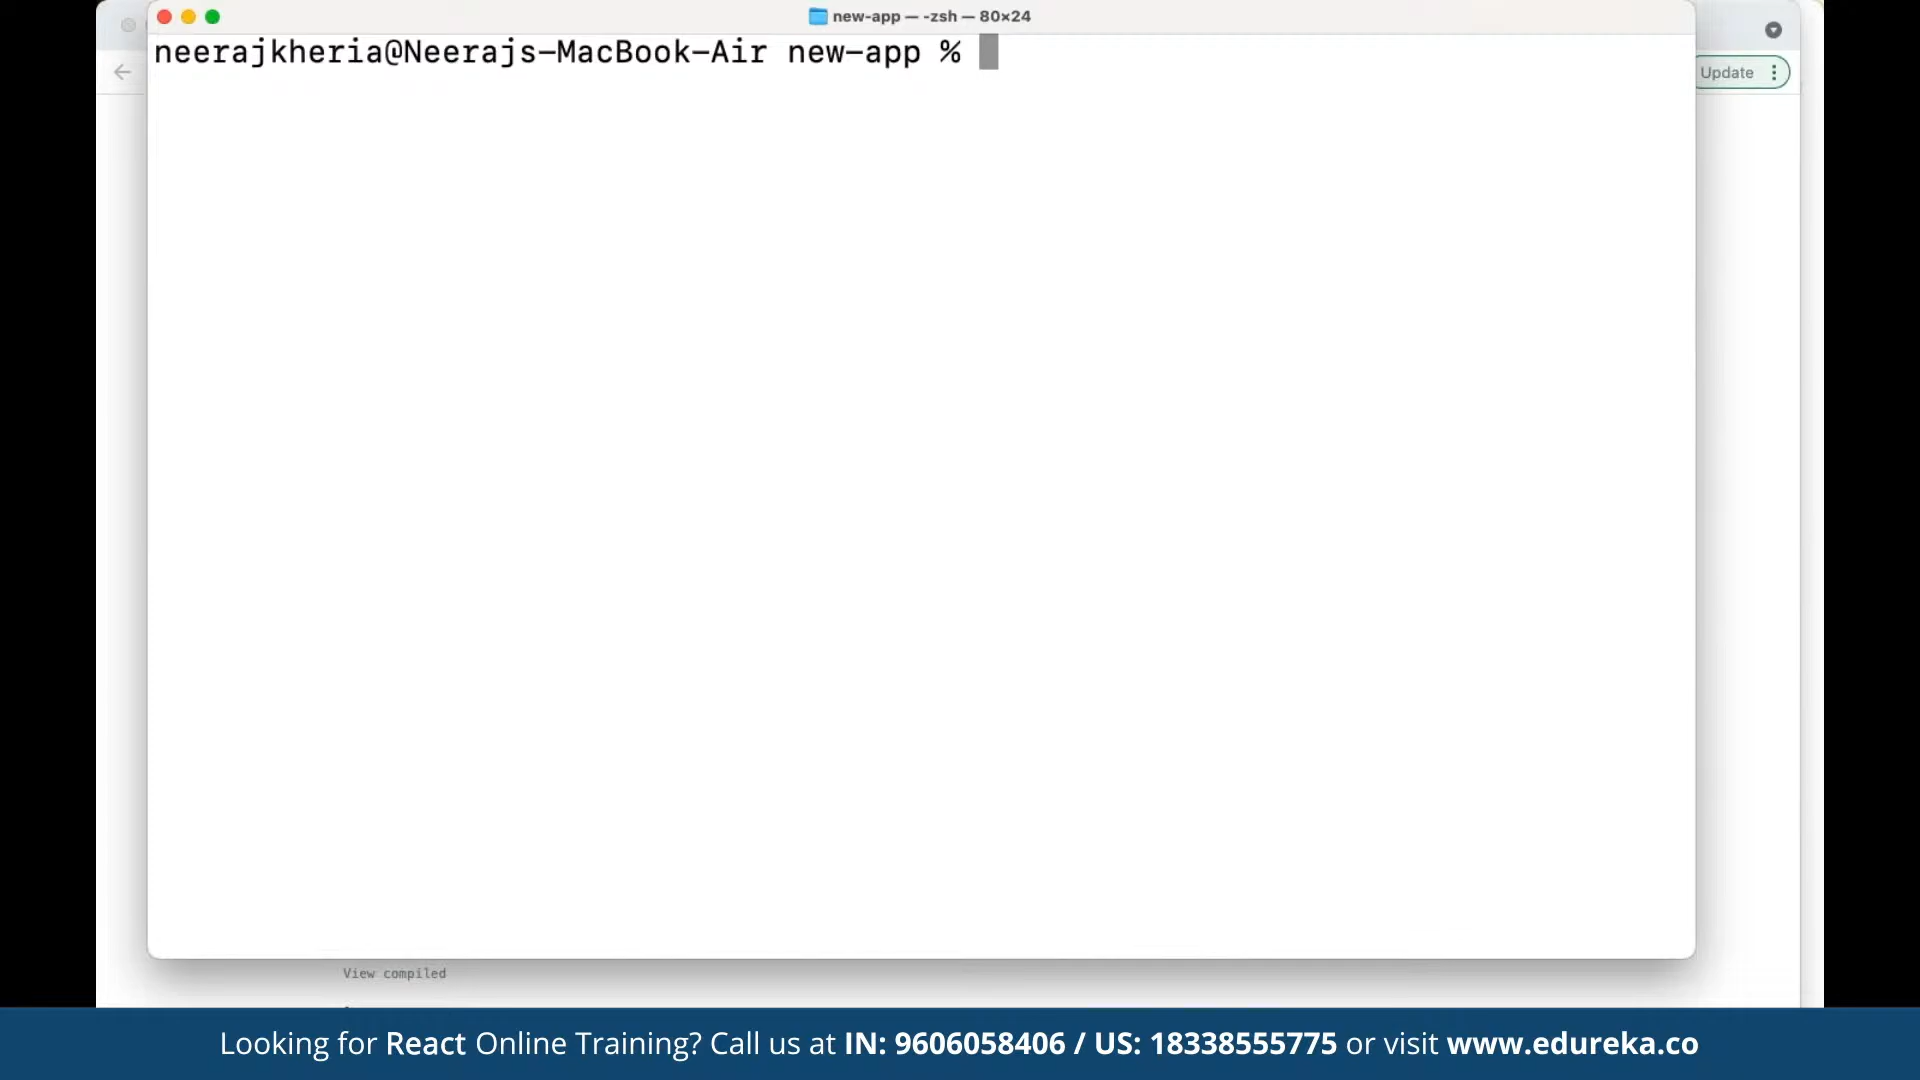 new-app — -zsh — 80×24
neerajkheria@Neerajs-MacBook-Air new-app %
Update
View compiled
Looking for React Online Training? Call us at IN: 9606058406 / US: 18338555775 or visit www.edureka.co